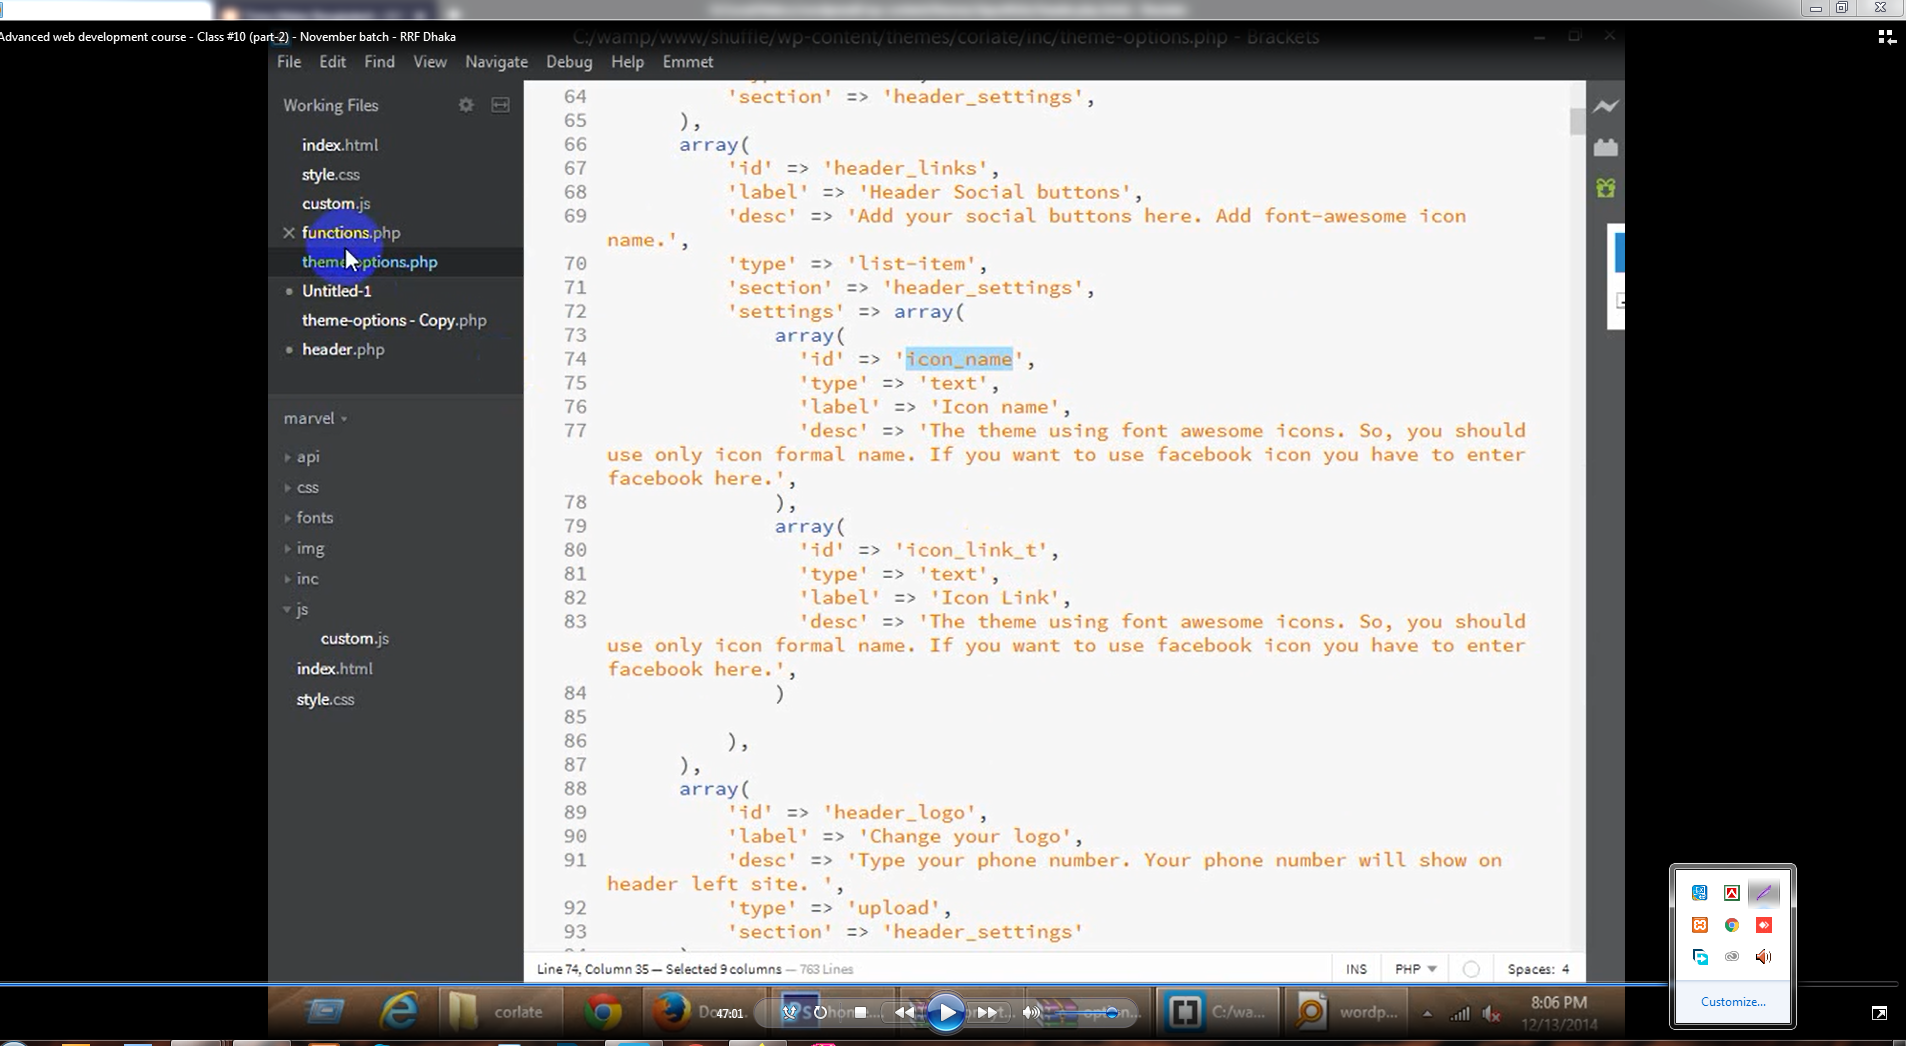 Advanced web development course - Class #10 (part-2) - November batch - RRF Dhaka
C:/wamp/www/shuffle/wp-content/themes/corlate/inc/theme-options.php - Brackets
File Edit Find View Navigate Debug Help Emmet
Working Files
index.html
style.css
custom.js
functions.php
theme-options.php
Untitled-1
theme-options - Copy.php
header.php
marvel
api
css
fonts
img
inc
js
custom.js
index.html
style.css
64 'section' => 'header_settings',
65 ),
66 array(
67 'id' => 'header_links',
68 'label' => 'Header Social buttons',
69 'desc' => 'Add your social buttons here. Add font-awesome icon
name.',
70 'type' => 'list-item',
71 'section' => 'header_settings',
72 'settings' => array(
73 array(
74 'id' => 'icon_name',
75 'type' => 'text',
76 'label' => 'Icon name',
77 'desc' => 'The theme using font awesome icons. So, you should
use only icon formal name. If you want to use facebook icon you have to enter
facebook here.',
78 ),
79 array(
80 'id' => 'icon_link_t',
81 'type' => 'text',
82 'label' => 'Icon Link',
83 'desc' => 'The theme using font awesome icons. So, you should
use only icon formal name. If you want to use facebook icon you have to enter
facebook here.',
84 )
85
86 ),
87 ),
88 array(
89 'id' => 'header_logo',
90 'label' => 'Change your logo',
91 'desc' => 'Type your phone number. Your phone number will show on
header left site. ',
92 'type' => 'upload',
93 'section' => 'header_settings'
Line 74, Column 35 — Selected 9 columns — 763 Lines
INS PHP Spaces: 4
Customize...
corlate
47:01
C:/wa...
wordp...
8:06 PM
12/13/2014